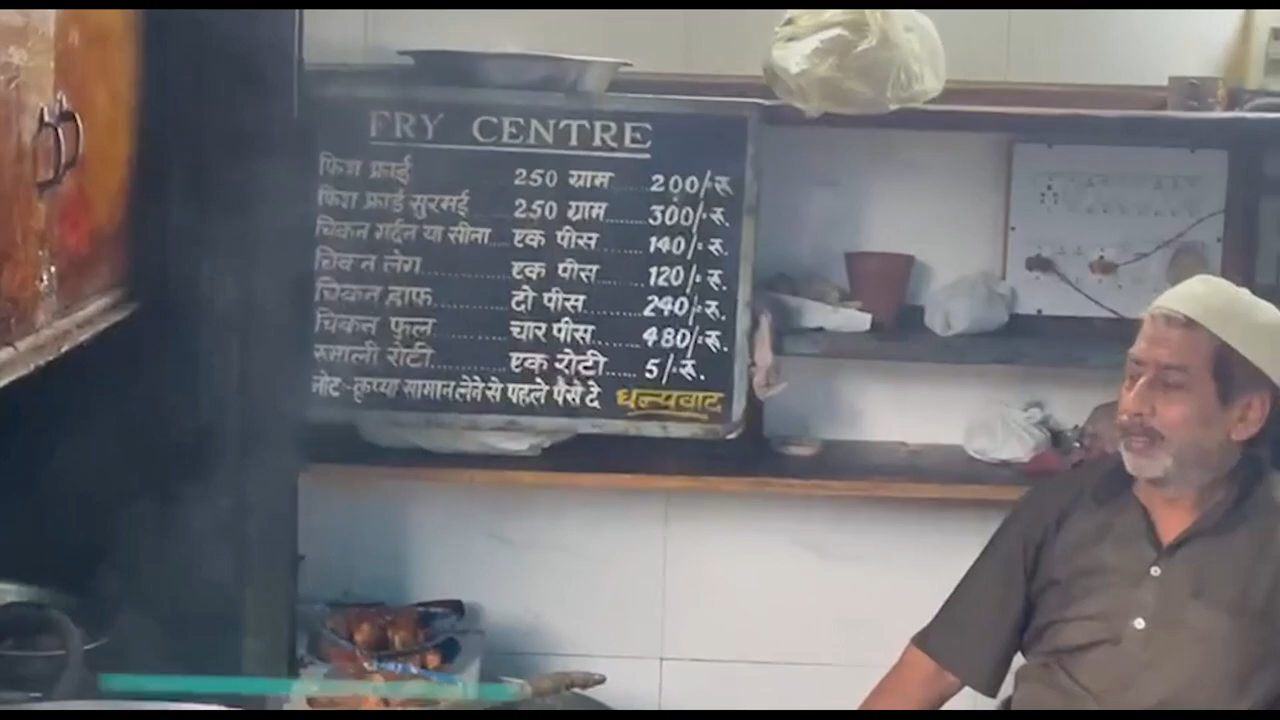 FRY CENTRE
फिश फ्राई 250 ग्राम ..... 200/-रू
फिश फ्राई सुरमई 250 ग्राम ...... 300/-रू.
चिकन गर्दन या सीना ... एक पीस ..... 140/-रू.
चिकन लेग ......... एक पीस ...... 120/-रू.
चिकन हाफ ......... दो पीस ....... 240/-रू.
चिकन फुल ......... चार पीस ...... 480/-रू.
रुमाली रोटी ......... एक रोटी ...... 5/-रू.
नोट:- कृप्या सामान लेने से पहले पैसे दे धन्यवाद